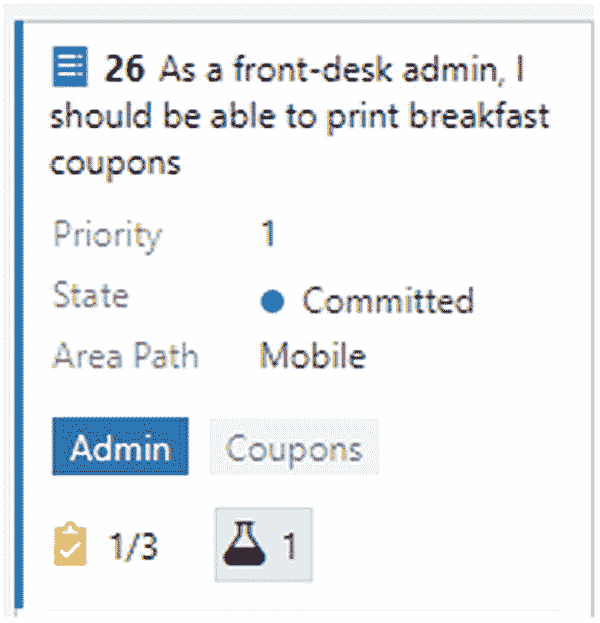 26 As a front-desk admin, I
should be able to print breakfast
coupons
Priority 1
State Committed
Area Path Mobile
Admin Coupons
1/3 1